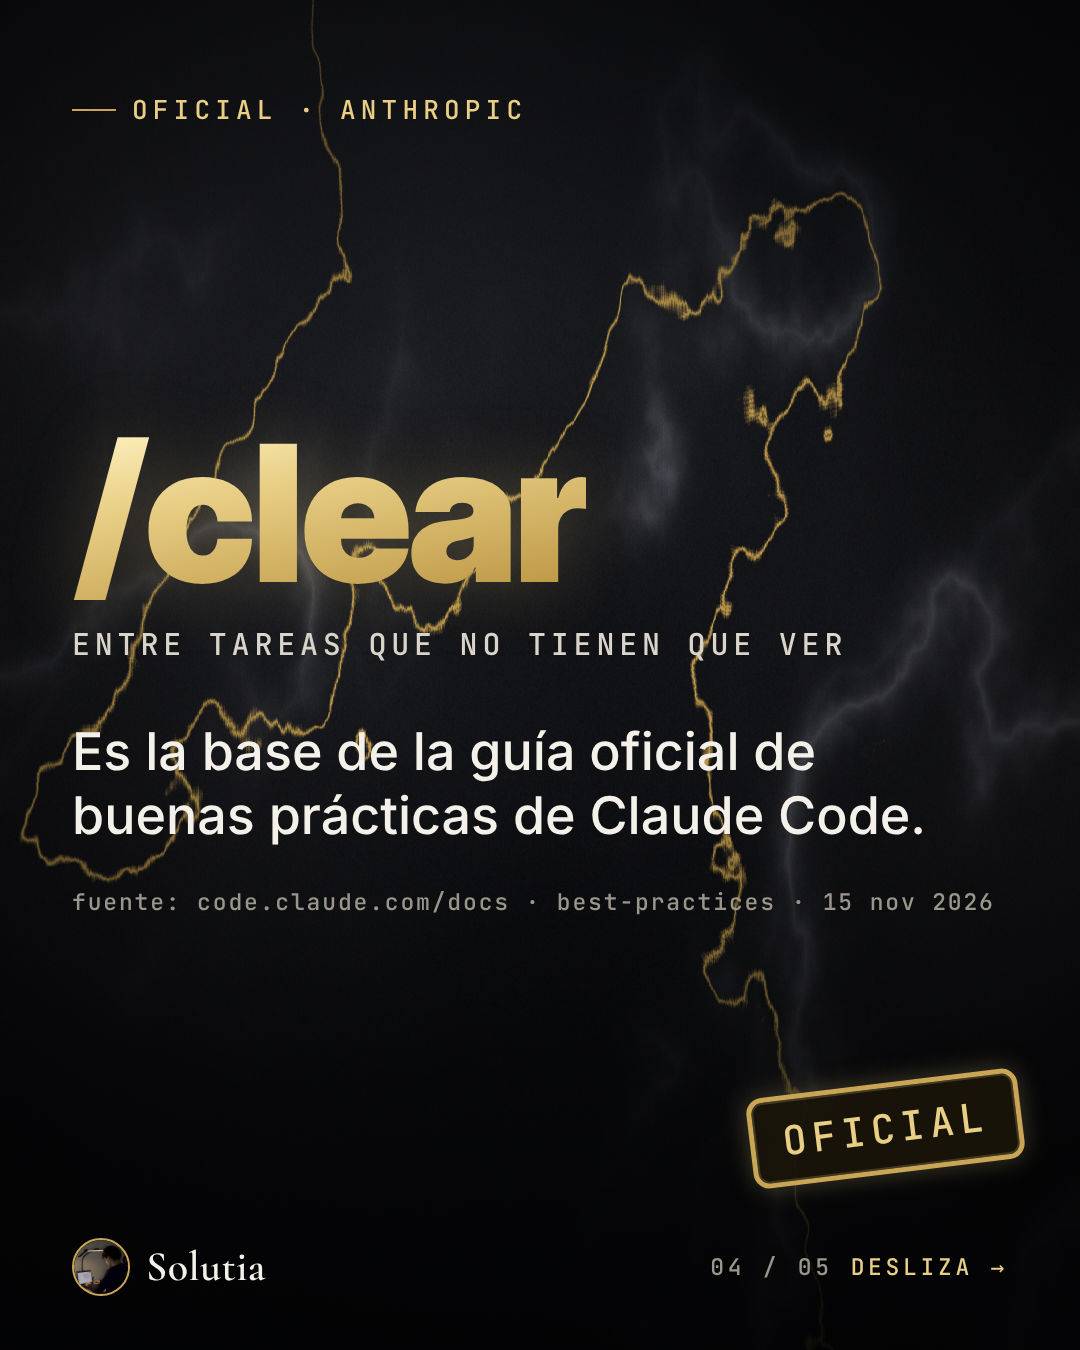 OFICIAL · ANTHROPIC
/clear
ENTRE TAREAS QUE NO TIENEN QUE VER
Es la base de la guía oficial de
buenas prácticas de Claude Code.
fuente: code.claude.com/docs · best-practices · 15 nov 2026
OFICIAL
Solutia
04 / 05 DESLIZA →